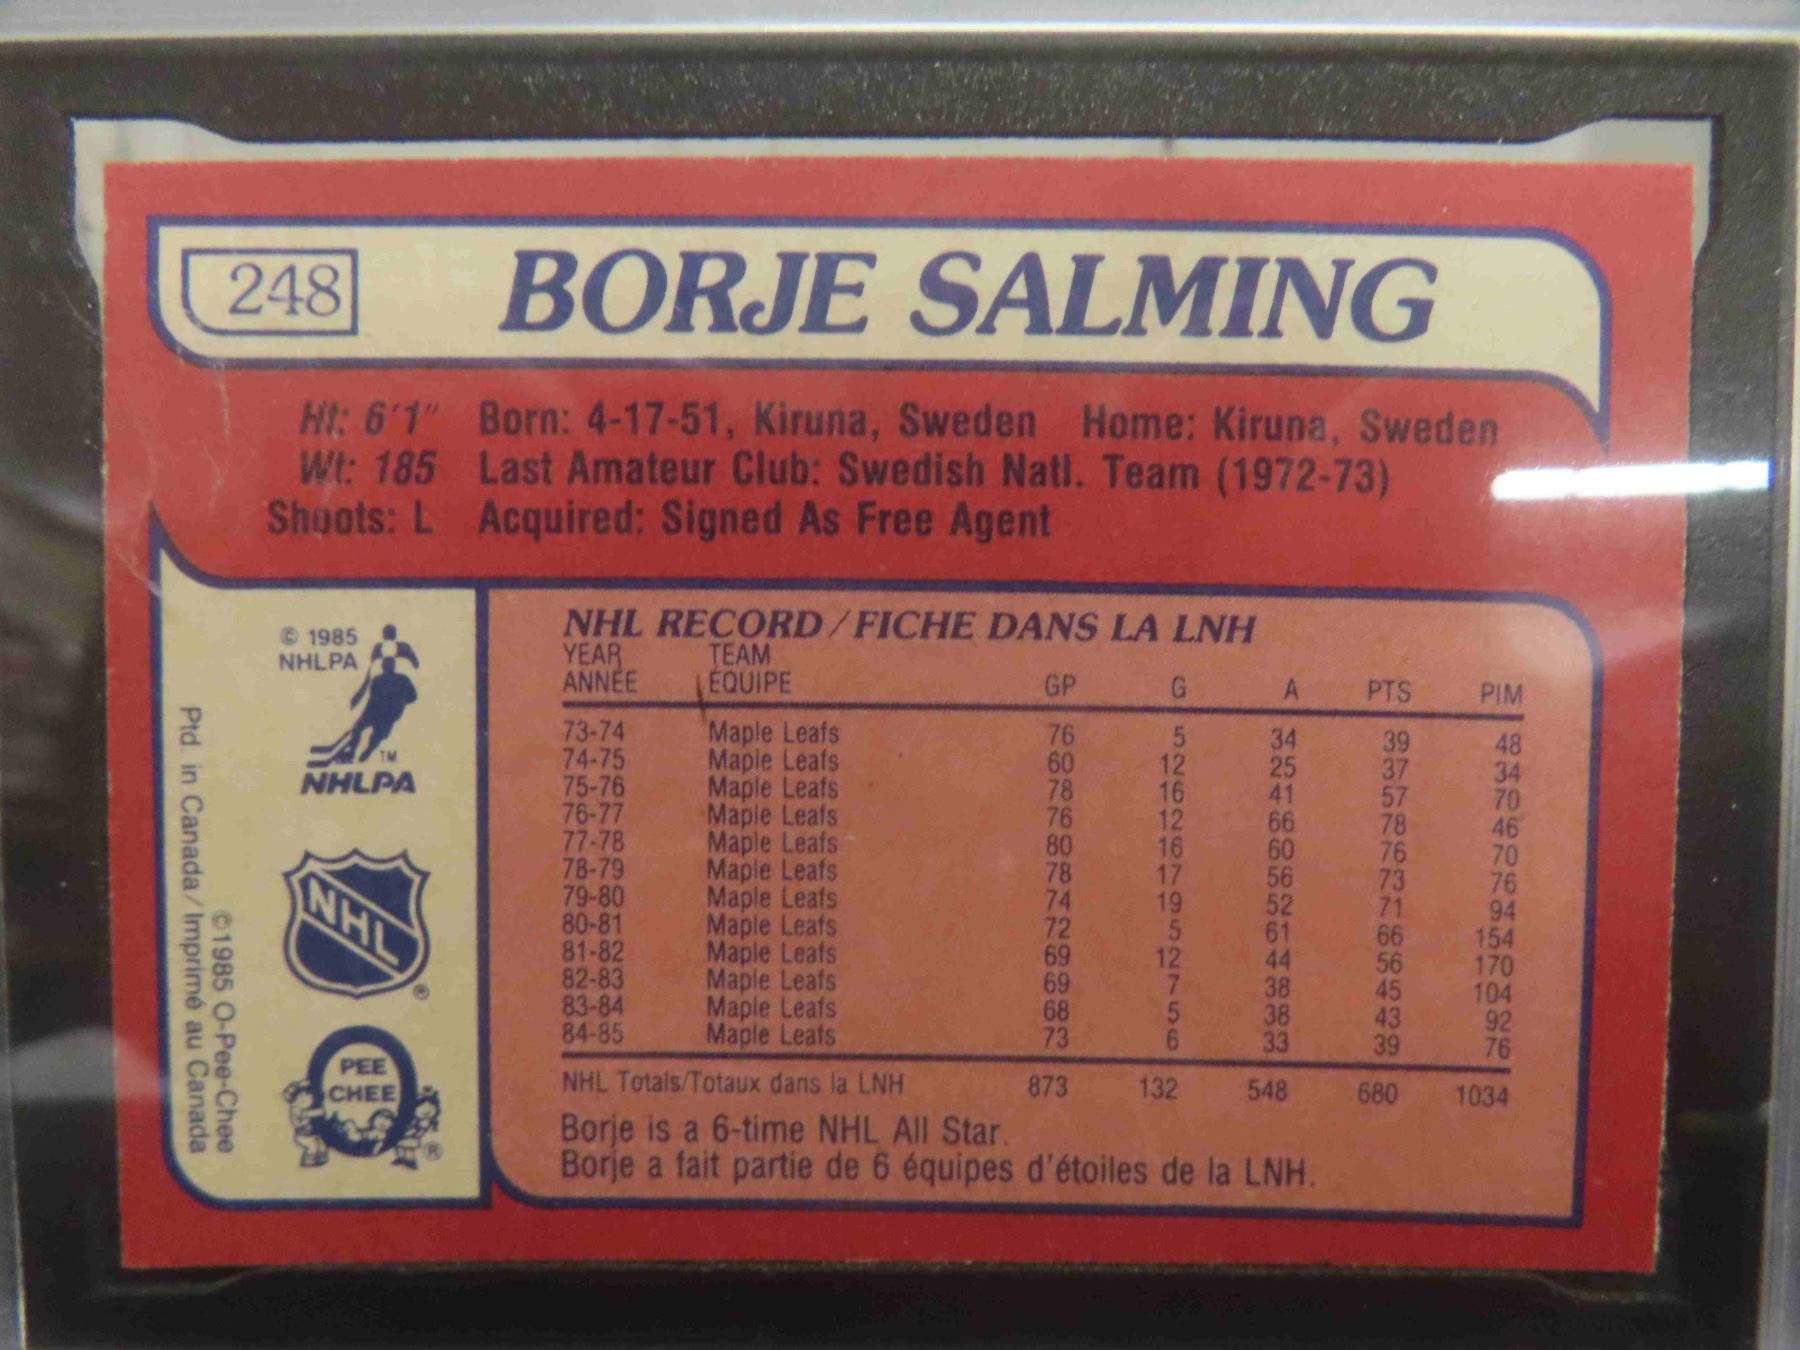 248 BORJE SALMING
Ht: 6'1" Born: 4-17-51, Kiruna, Sweden Home: Kiruna, Sweden
Wt: 185 Last Amateur Club: Swedish Natl. Team (1972-73)
Shoots: L Acquired: Signed As Free Agent
© 1985
NHLPA
TM
NHLPA
NHL
®
PEE
CHEE
®
©1985 O-Pee-Chee
Ptd. in Canada/Imprimé au Canada
NHL RECORD/FICHE DANS LA LNH
YEAR TEAM
ANNÉE ÉQUIPE GP G A PTS PIM
73-74 Maple Leafs 76 5 34 39 48
74-75 Maple Leafs 60 12 25 37 34
75-76 Maple Leafs 78 16 41 57 70
76-77 Maple Leafs 76 12 66 78 46
77-78 Maple Leafs 80 16 60 76 70
78-79 Maple Leafs 78 17 56 73 76
79-80 Maple Leafs 74 19 52 71 94
80-81 Maple Leafs 72 5 61 66 154
81-82 Maple Leafs 69 12 44 56 170
82-83 Maple Leafs 69 7 38 45 104
83-84 Maple Leafs 68 5 38 43 92
84-85 Maple Leafs 73 6 33 39 76
NHL Totals/Totaux dans la LNH 873 132 548 680 1034
Borje is a 6-time NHL All Star.
Borje a fait partie de 6 équipes d'étoiles de la LNH.